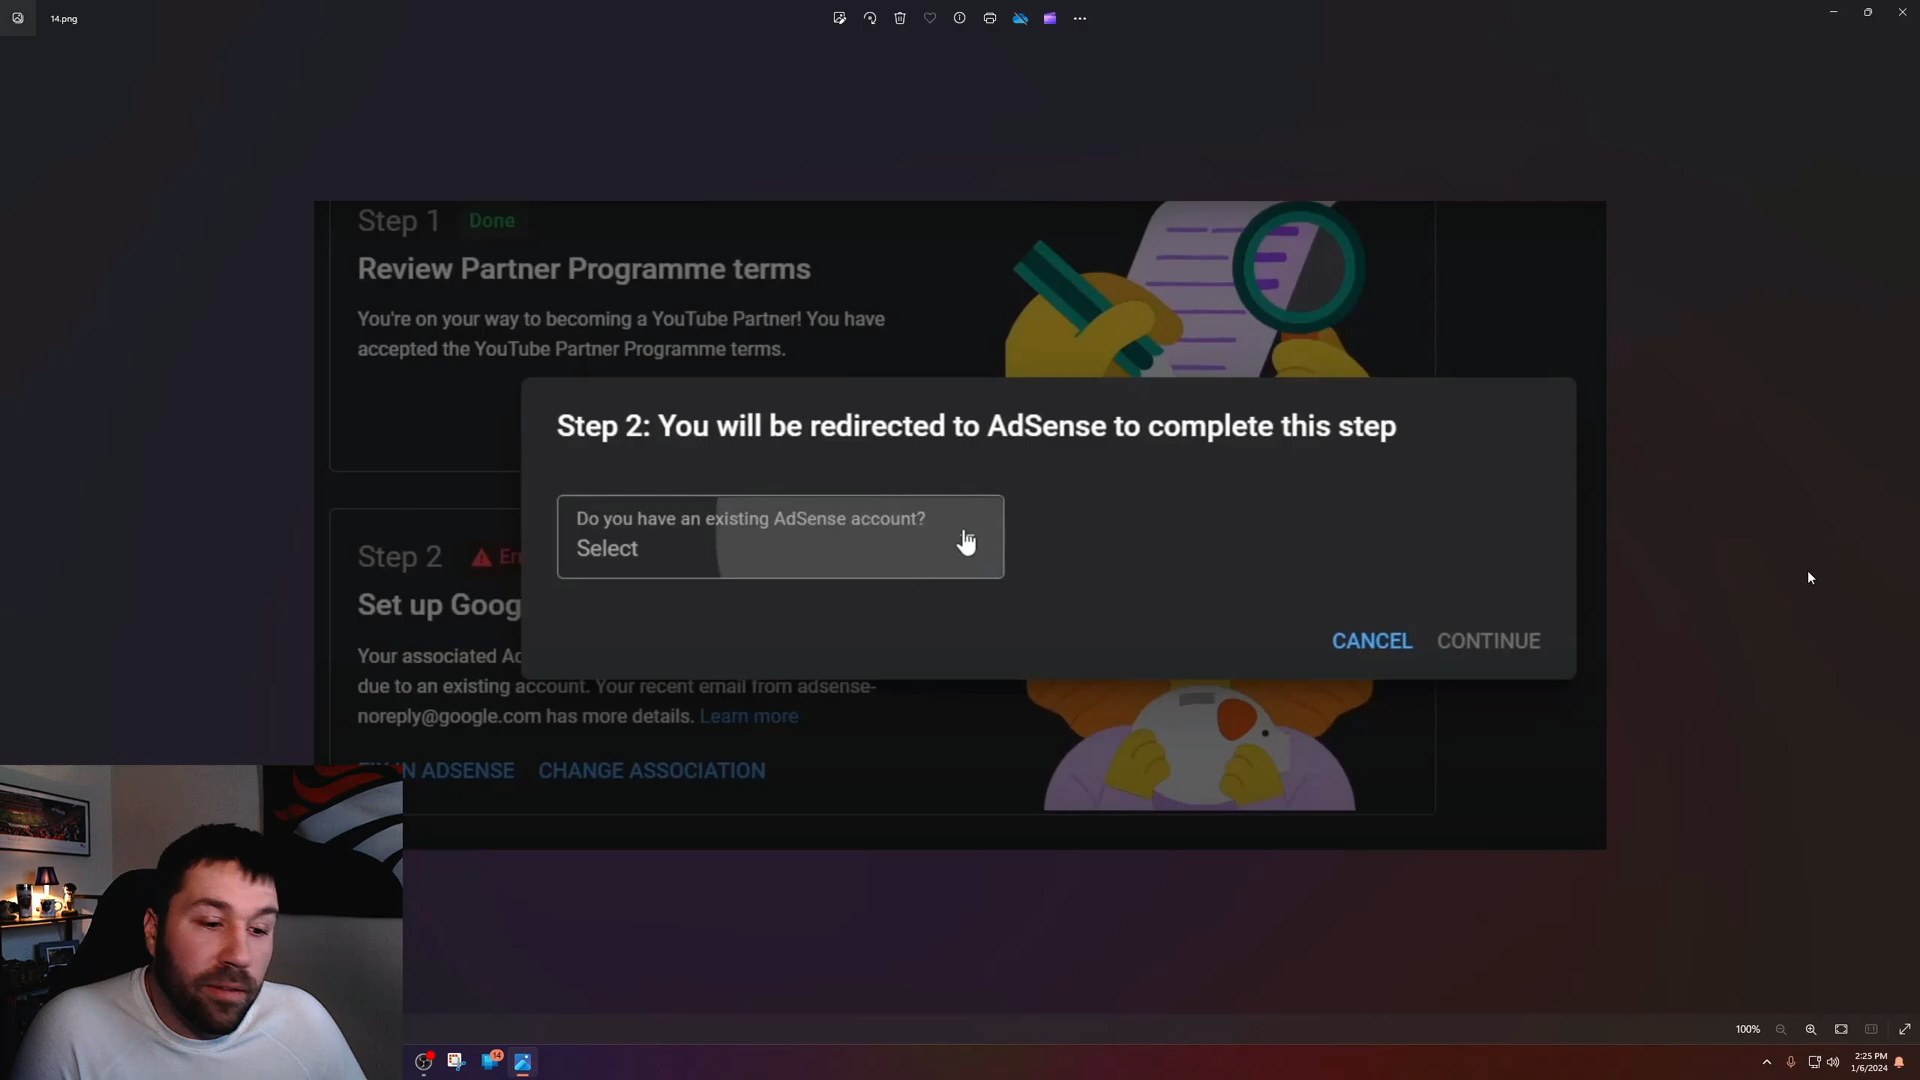 14.png
Step 1 Done
Review Partner Programme terms
You're on your way to becoming a YouTube Partner! You have
accepted the YouTube Partner Programme terms.
Step 2: You will be redirected to AdSense to complete this step
Do you have an existing AdSense account?
Select
CANCEL CONTINUE
Step 2
Set up Goog
Your associated
due to an existing account. Your recent email from adsense-
noreply@google.com has more details. Learn more
IN ADSENSE CHANGE ASSOCIATION
100%
14
2:25 PM
1/6/2024